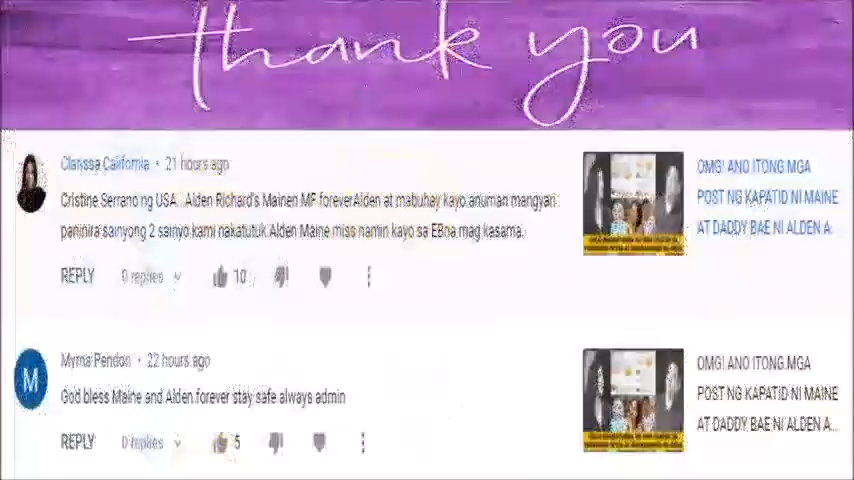 thank you
Clarissa California • 21 hours ago
Cristine Serrano ng USA ..Alden Richard's Mainen MF foreverAlden at mabuhay kayo.anuman mangyari
paninira sainyong 2 sainyo kami nakatutuk.Alden Maine miss namin kayo sa EBna mag kasama.
REPLY 0 replies 10
OMG! ANO ITONG MGA
POST NG KAPATID NI MAINE
AT DADDY BAE NI ALDEN A...
Myrna Pendon • 22 hours ago
God bless Maine and Alden forever stay safe always admin
REPLY 0 replies 5
OMG! ANO ITONG MGA
POST NG KAPATID NI MAINE
AT DADDY BAE NI ALDEN A...
M